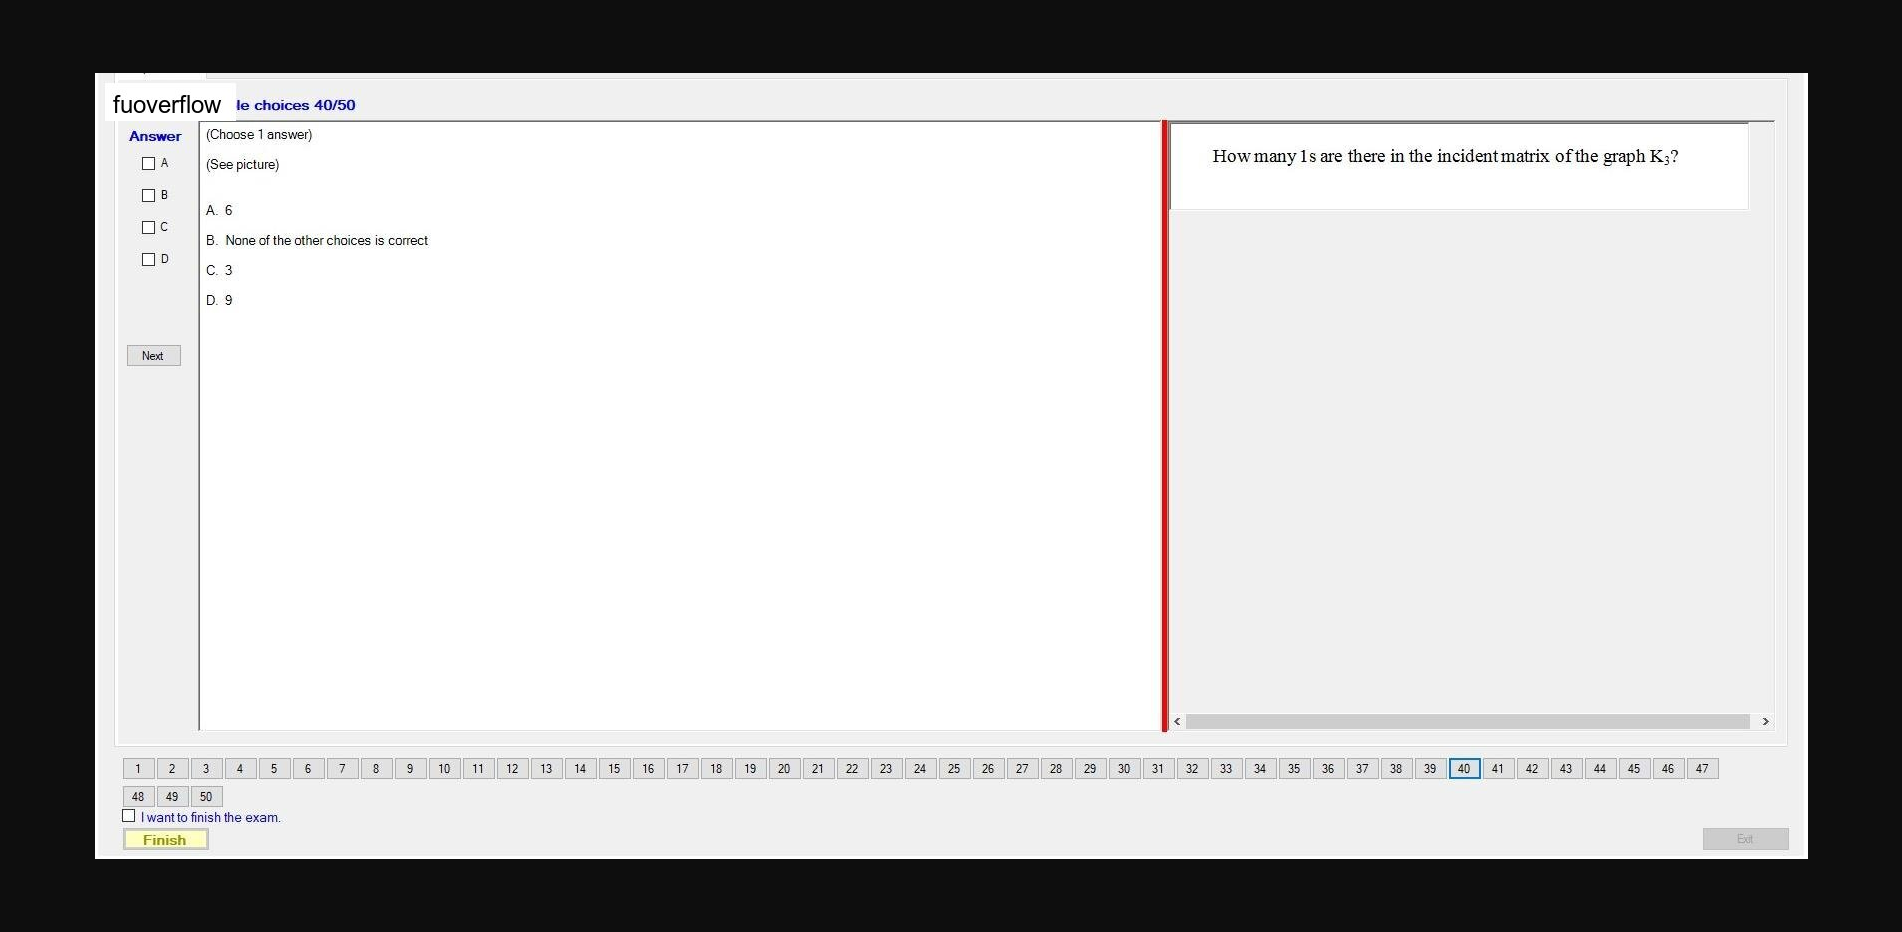 fuoverflow
le choices 40/50
Answer
A
B
C
D
Next
(Choose 1 answer)
(See picture)
A. 6
B. None of the other choices is correct
C. 3
D. 9
How many 1s are there in the incident matrix of the graph K₃?
1 2 3 4 5 6 7 8 9 10 11 12 13 14 15 16 17 18 19 20 21 22 23 24 25 26 27 28 29 30 31 32 33 34 35 36 37 38 39 40 41 42 43 44 45 46 47
48 49 50
I want to finish the exam.
Finish
Exit